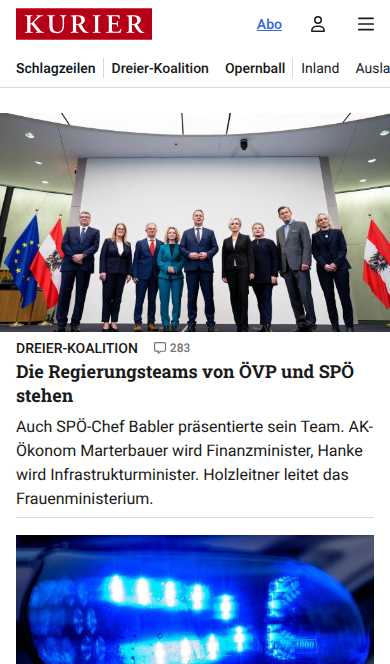 KURIER
Abo
Schlagzeilen
Dreier-Koalition
Opernball
Inland
Ausla
DREIER-KOALITION
283
Die Regierungsteams von ÖVP und SPÖ
stehen
Auch SPÖ-Chef Babler präsentierte sein Team. AK-
Ökonom Marterbauer wird Finanzminister, Hanke
wird Infrastrukturminister. Holzleitner leitet das
Frauenministerium.